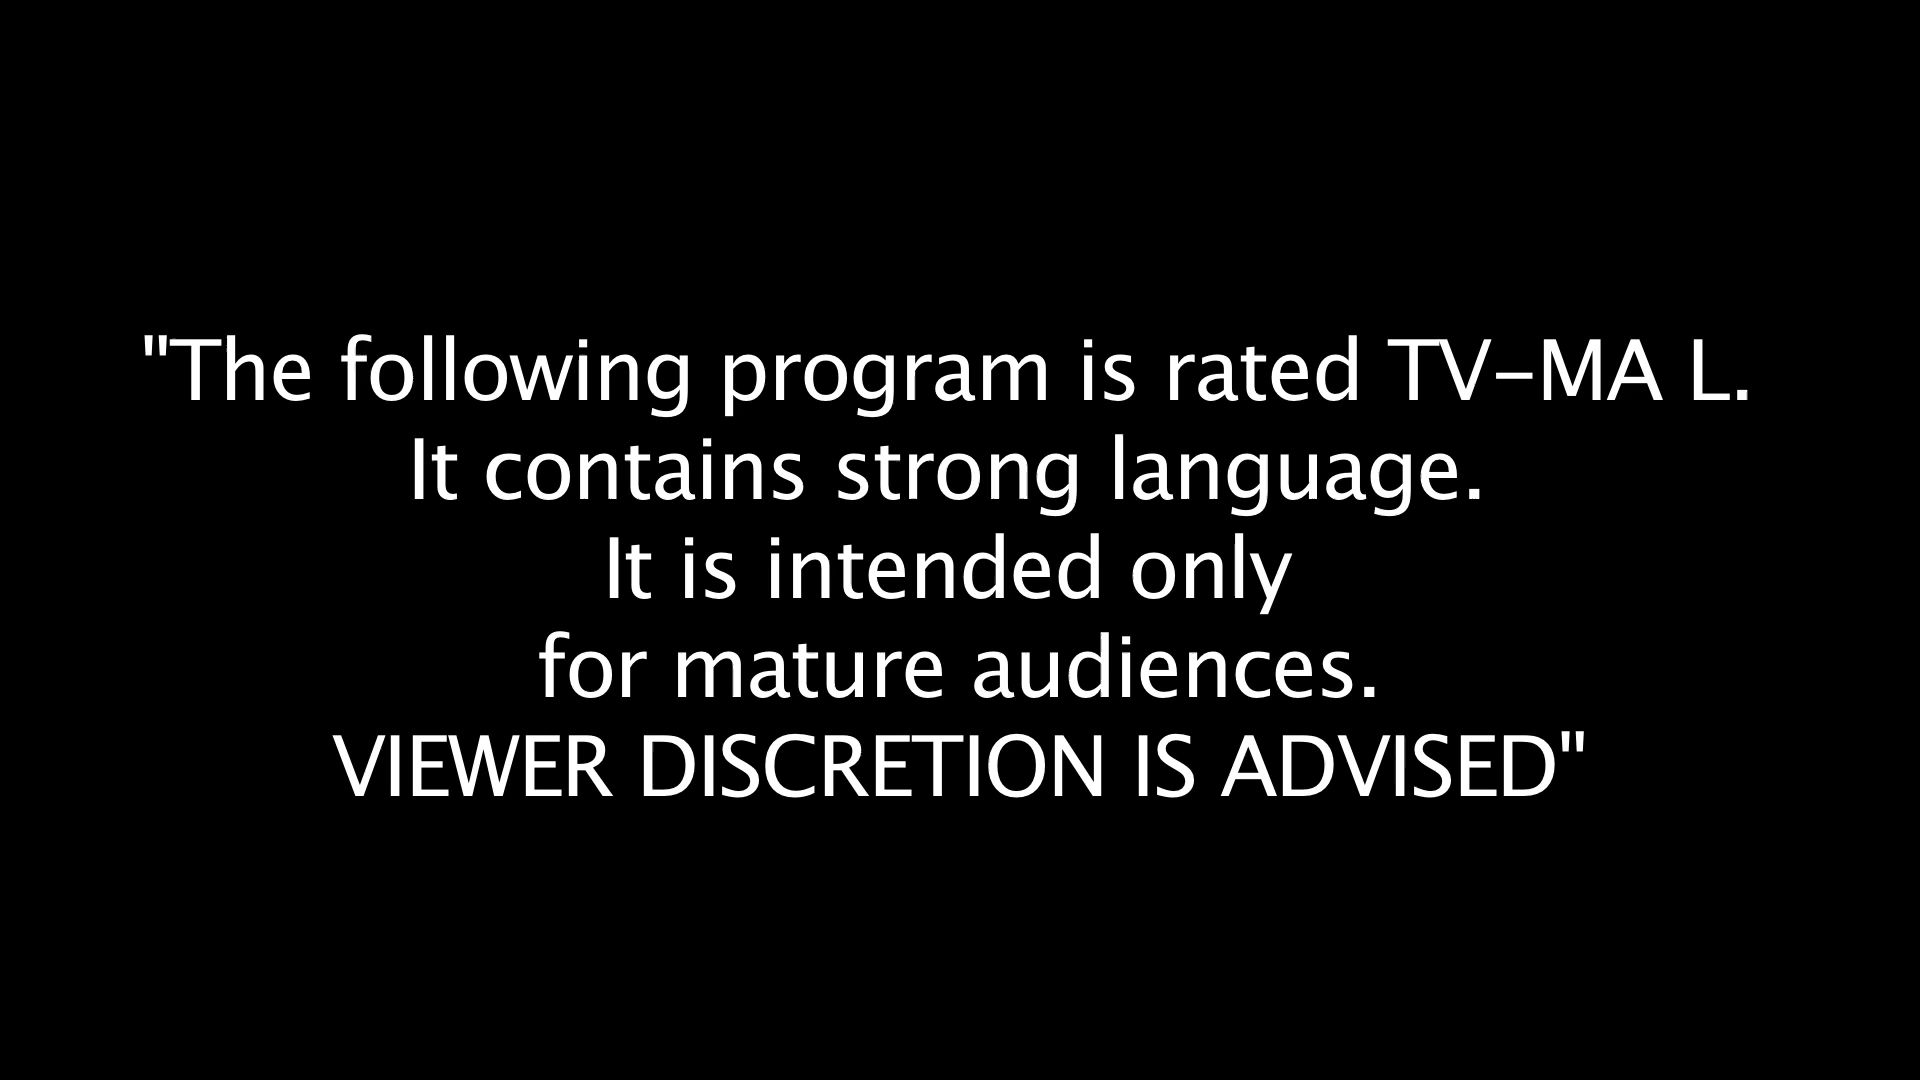 "The following program is rated TV-MA L.
It contains strong language.
It is intended only
for mature audiences.
VIEWER DISCRETION IS ADVISED"